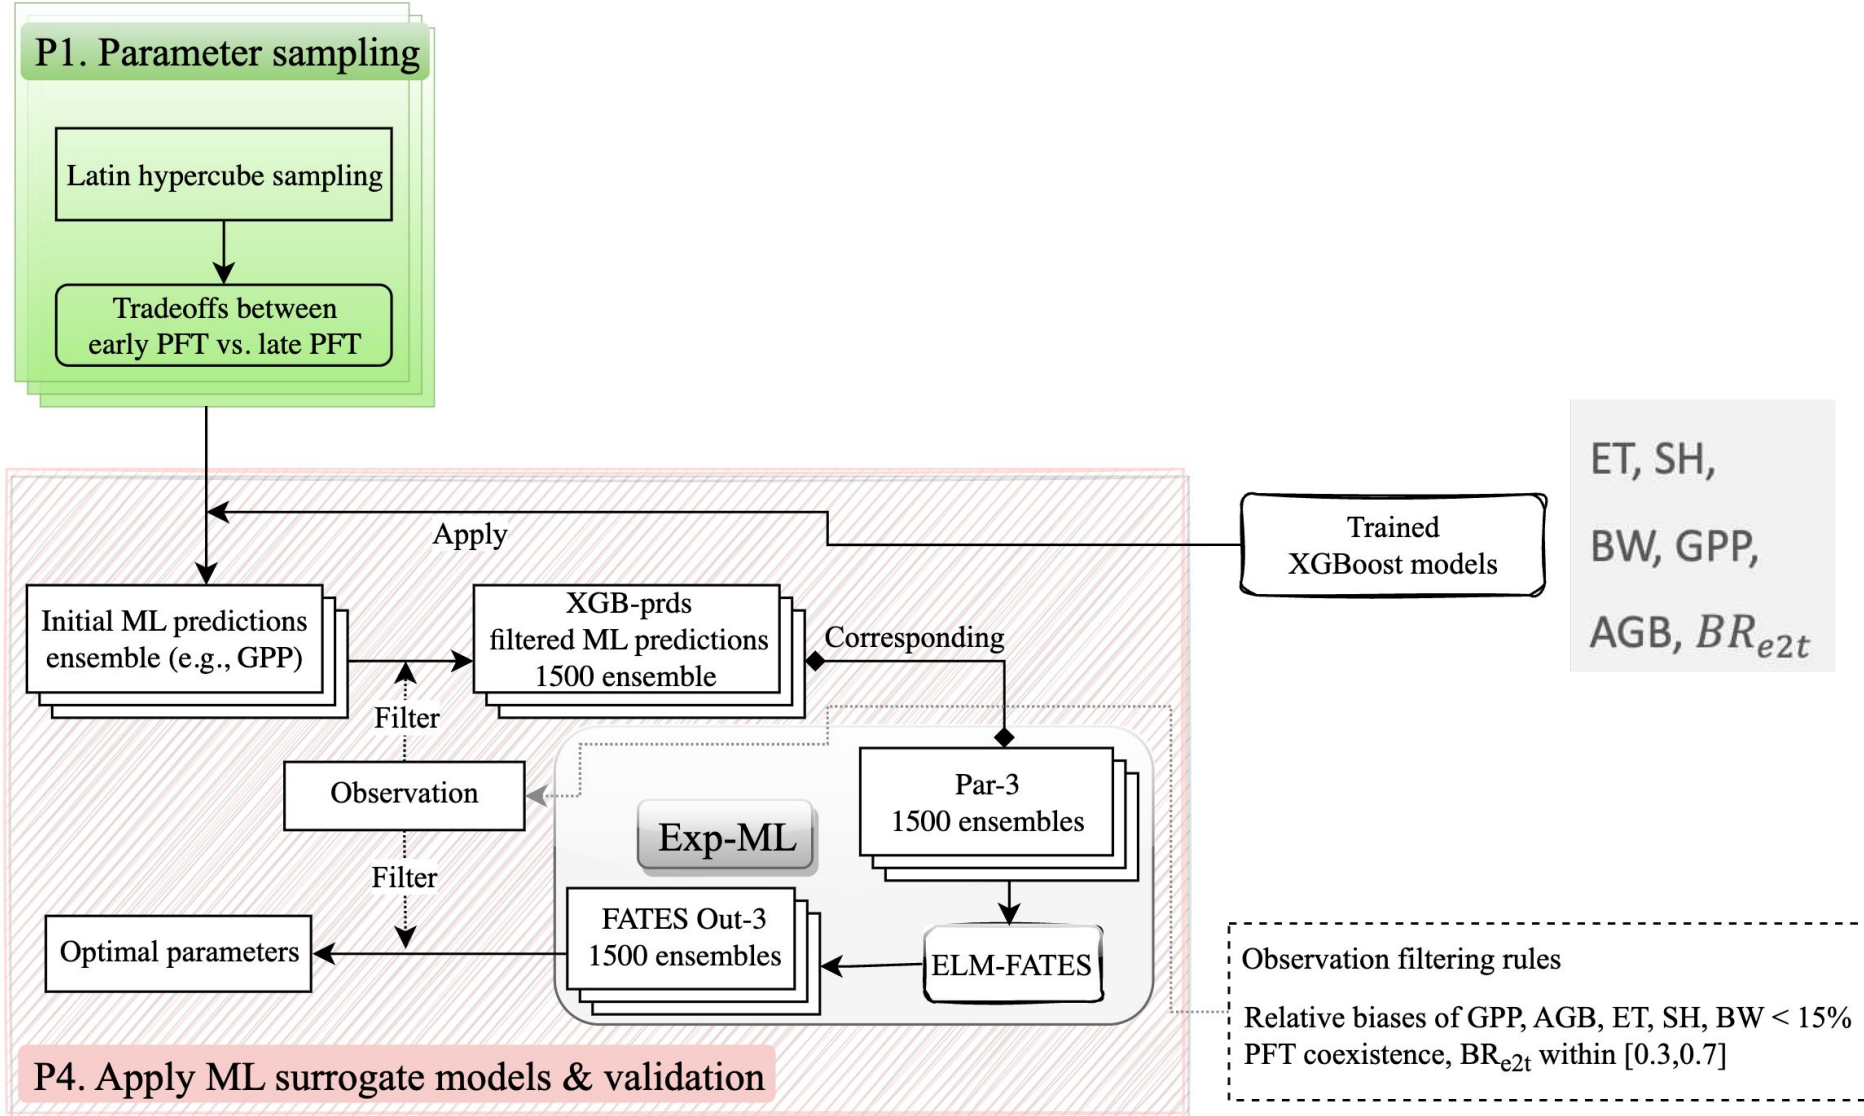 P1. Parameter sampling
Latin hypercube sampling
Tradeoffs between
early PFT vs. late PFT
Apply
Trained
XGBoost models
ET, SH,
BW, GPP,
AGB, BRe2t
Initial ML predictions
ensemble (e.g., GPP)
XGB-prds
filtered ML predictions
1500 ensemble
Corresponding
Filter
Observation
Filter
Par-3
1500 ensembles
Exp-ML
FATES Out-3
1500 ensembles
ELM-FATES
Optimal parameters
Observation filtering rules
Relative biases of GPP, AGB, ET, SH, BW < 15%
PFT coexistence, BRe2t within [0.3,0.7]
P4. Apply ML surrogate models & validation